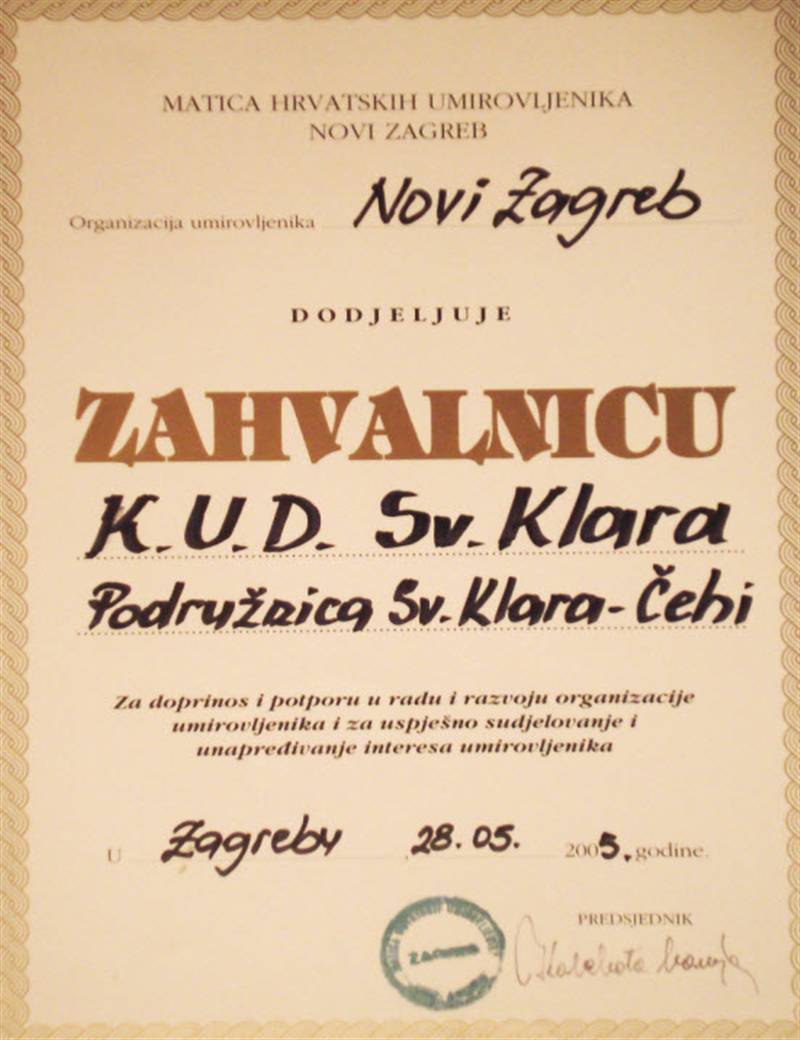 MATICA HRVATSKIH UMIROVLJENIKA
NOVI ZAGREB
Organizacija umirovljenika Novi Zagreb
DODJELJUJE
ZAHVALNICU
K.U.D. Sv. Klara
Podružnica Sv. Klara - Čehi
Za doprinos i potporu u radu i razvoju organizacije
umirovljenika i za uspješno sudjelovanje i
unapređivanje interesa umirovljenika
U Zagrebu, 28. 05. 2005. godine.
PREDSJEDNIK
ZAGREB